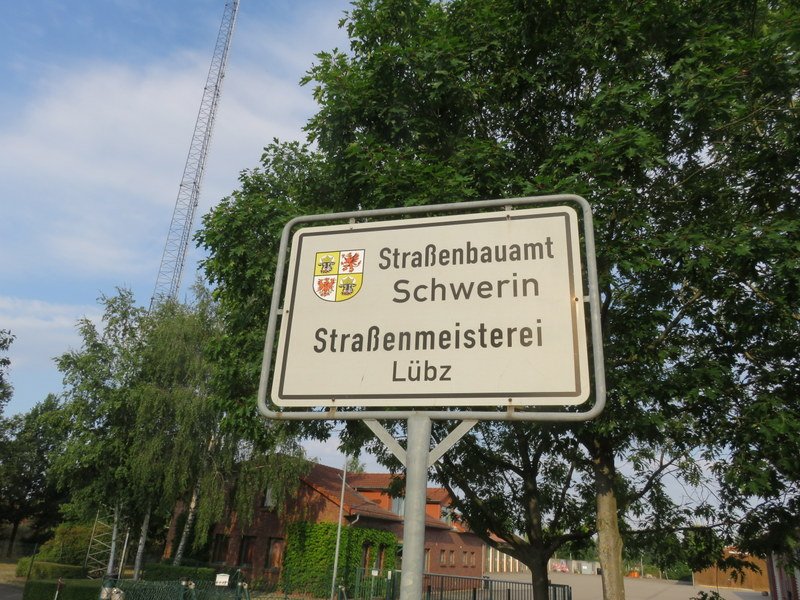 Straßenbauamt
Schwerin
Straßenmeisterei
Lübz